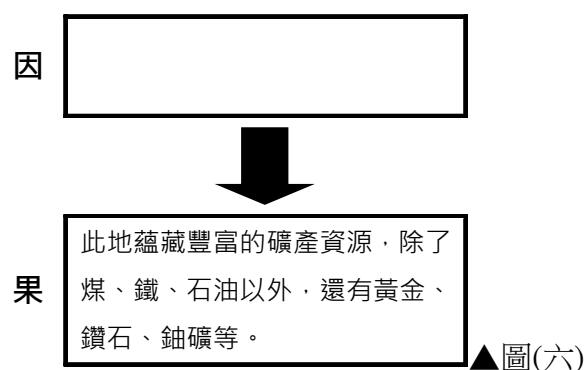 因
果
此地蘊藏豐富的礦產資源，除了
煤、鐵、石油以外，還有黃金、
鑽石、鈾礦等。
▲圖(六)